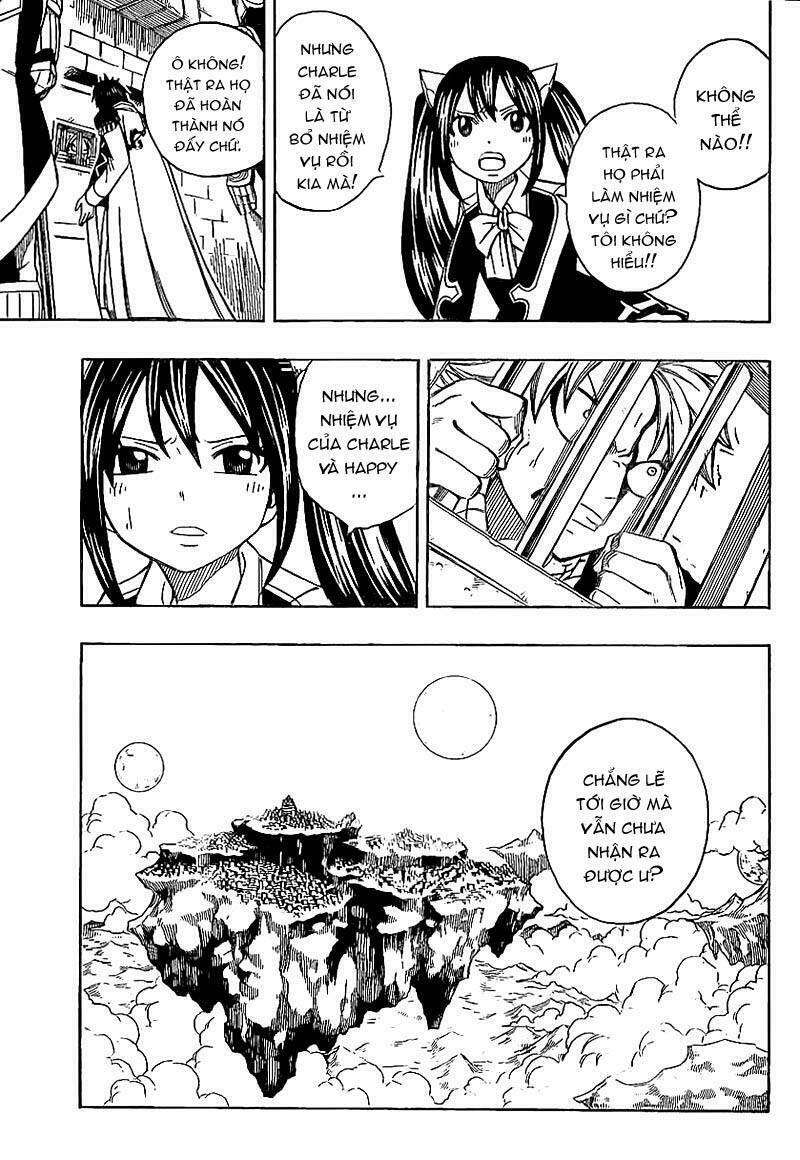 KHÔNG
THỂ
NÀO!!
THẬT RA
HỌ PHẢI
LÀM NHIỆM
VỤ GÌ CHỨ?
TÔI KHÔNG
HIỂU!!
NHƯNG
CHARLE
ĐÃ NÓI
LÀ TỪ
BỎ NHIỆM
VỤ RỒI
KIA MÀ!
Ồ KHÔNG!
THẬT RA HỌ
ĐÃ HOÀN
THÀNH NÓ
ĐẤY CHỨ.
NHƯNG...
NHIỆM VỤ
CỦA CHARLE
VÀ HAPPY
...
CHẲNG LẼ
TỚI GIỜ MÀ
VẪN CHƯA
NHẬN RA
ĐƯỢC Ư?